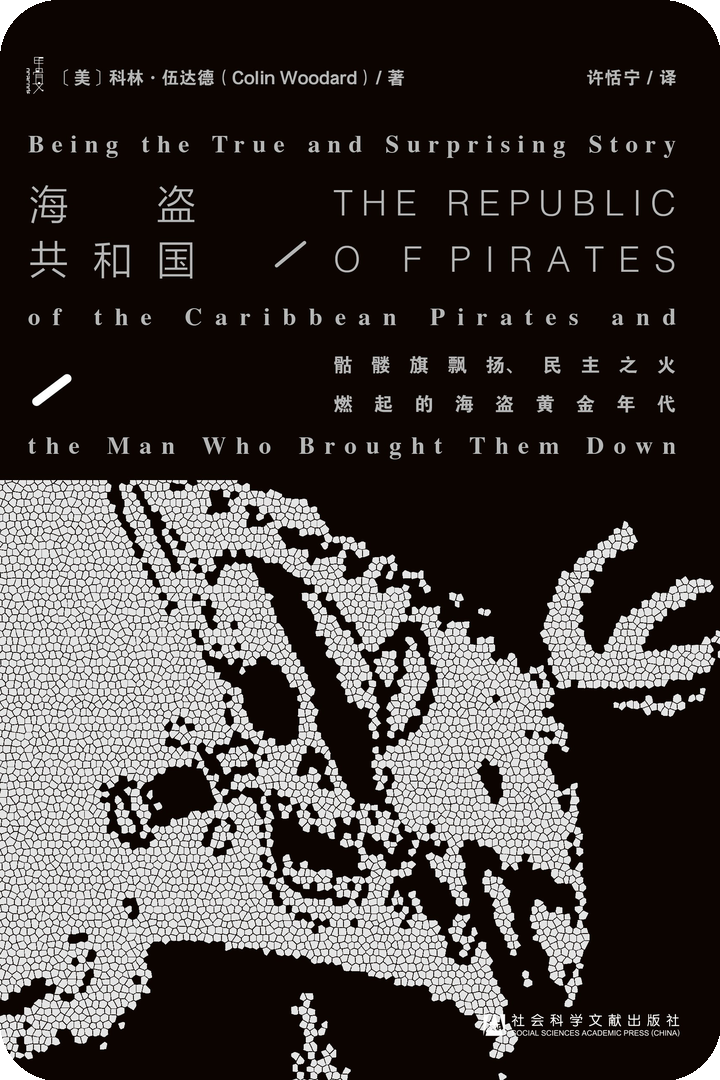 〔美〕科林·伍达德（Colin Woodard）/ 著
许恬宁 / 译
Being the True and Surprising Story
海盗
共和国
THE REPUBLIC
OF PIRATES
of the Caribbean Pirates and
骷髅旗飘扬、民主之火
燃起的海盗黄金年代
the Man Who Brought Them Down
社会科学文献出版社
SOCIAL SCIENCES ACADEMIC PRESS (CHINA)